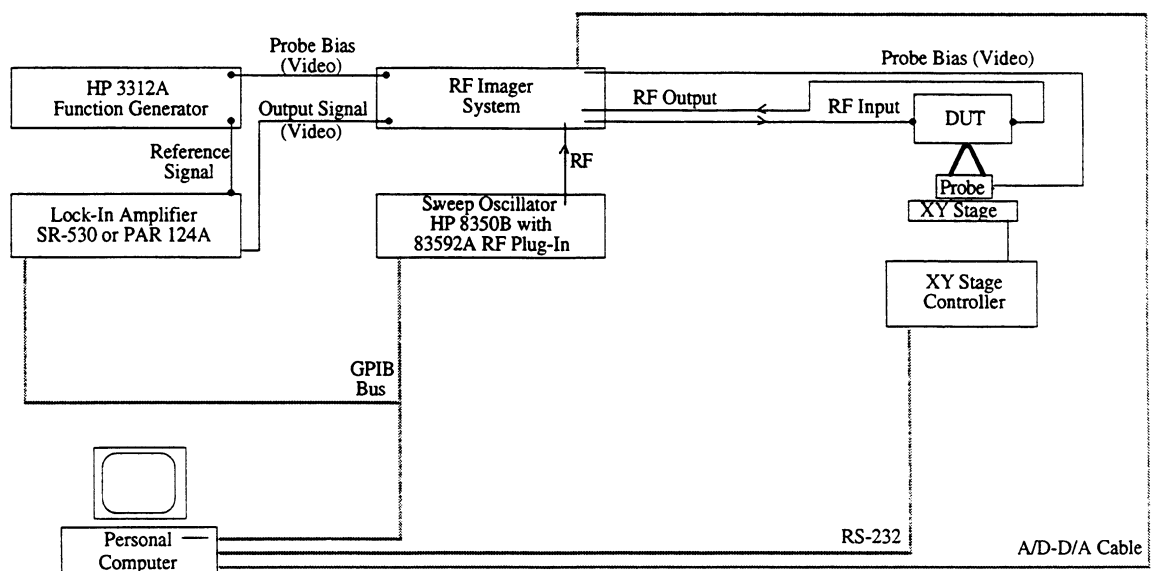 Probe Bias
(Video)
HP 3312A
Function Generator
RF Imager
System
Probe Bias (Video)
Output Signal
(Video)
RF Output
RF Input
DUT
Reference
Signal
RF
Probe
XY Stage
Lock-In Amplifier
SR-530 or PAR 124A
Sweep Oscillator
HP 8350B with
83592A RF Plug-In
XY Stage
Controller
GPIB
Bus
Personal
Computer
RS-232
A/D-D/A Cable